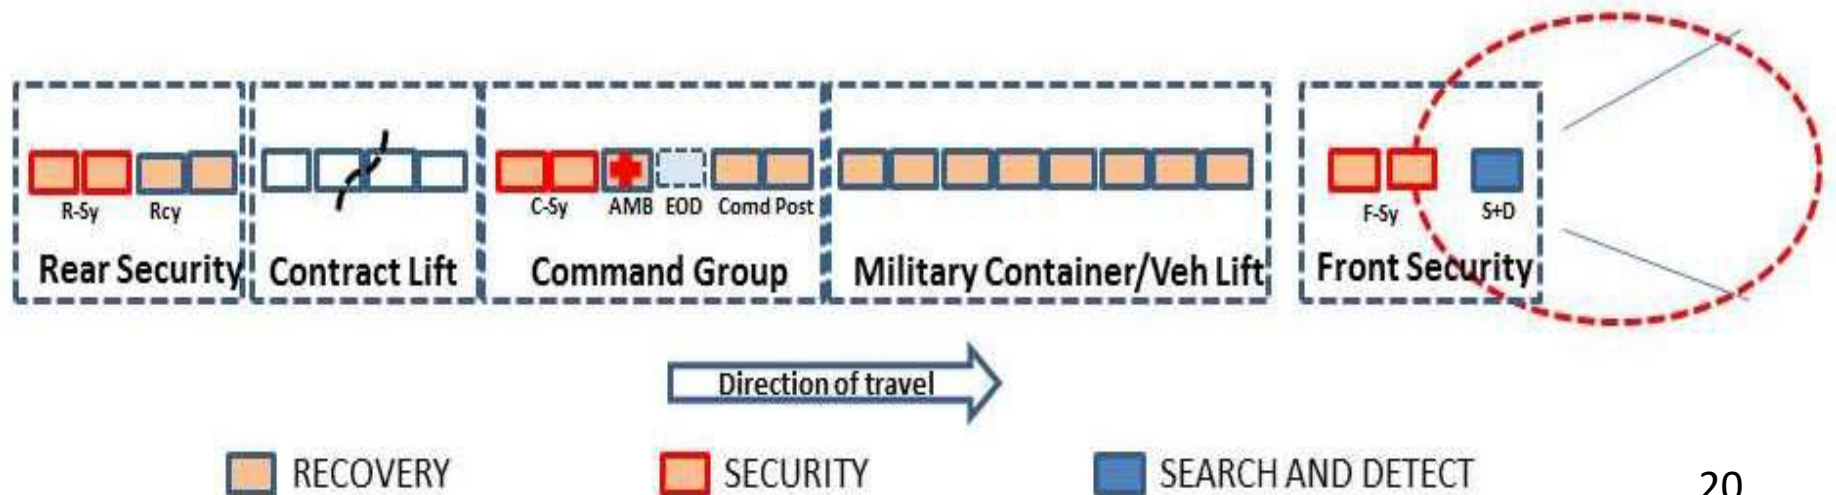 R-Sy Rcy C-Sy AMB EOD Comd Post F-Sy S+D
Rear Security Contract Lift Command Group Military Container/Veh Lift Front Security
Direction of travel
RECOVERY SECURITY SEARCH AND DETECT
20